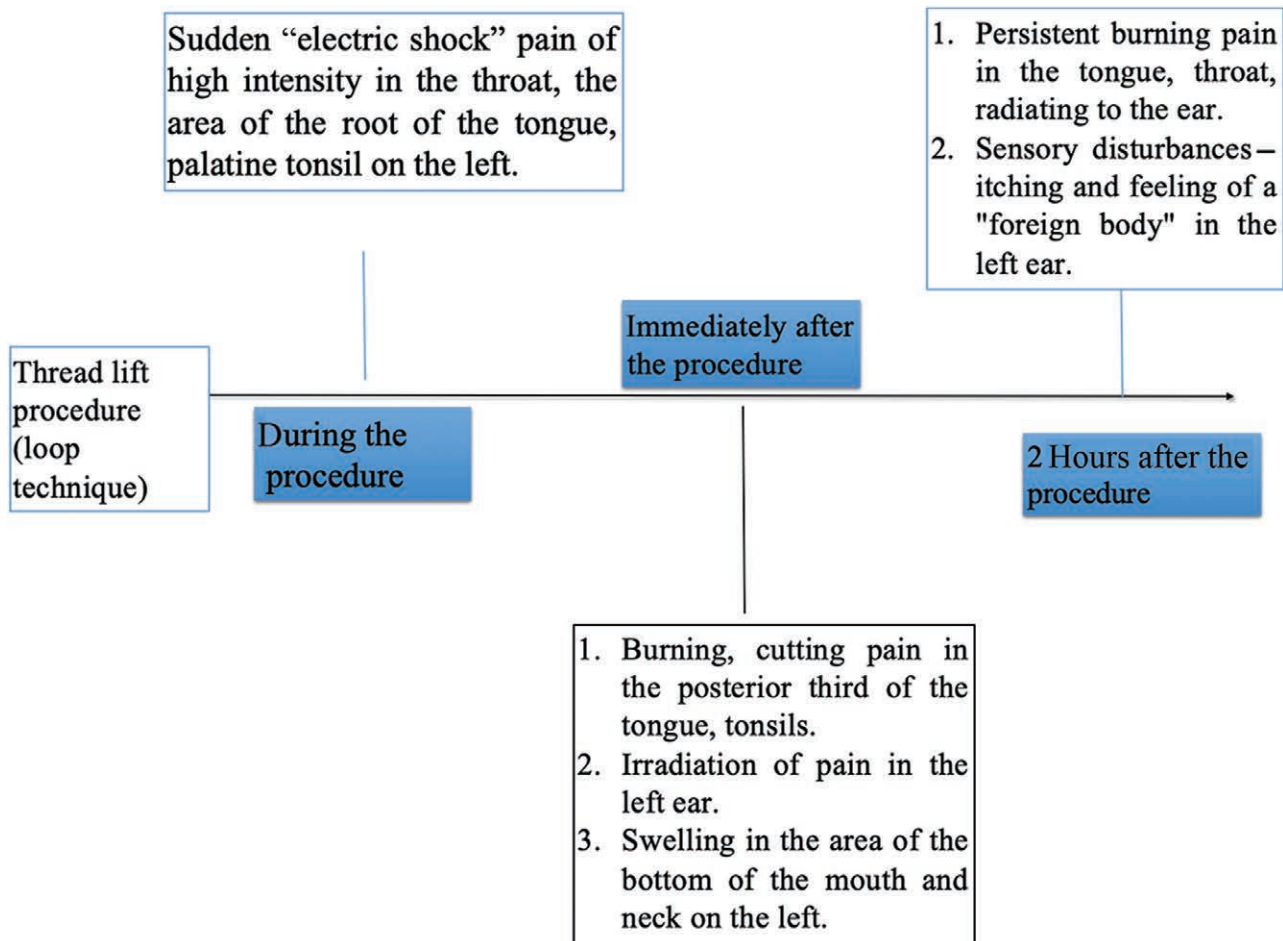 Sudden “electric shock” pain of
high intensity in the throat, the
area of the root of the tongue,
palatine tonsil on the left.
1. Persistent burning pain
in the tongue, throat,
radiating to the ear.
2. Sensory disturbances–
itching and feeling of a
"foreign body" in the
left ear.
Immediately after
the procedure
Thread lift
procedure
(loop
technique)
During the
procedure
2 Hours after the
procedure
1. Burning, cutting pain in
the posterior third of the
tongue, tonsils.
2. Irradiation of pain in the
left ear.
3. Swelling in the area of the
bottom of the mouth and
neck on the left.